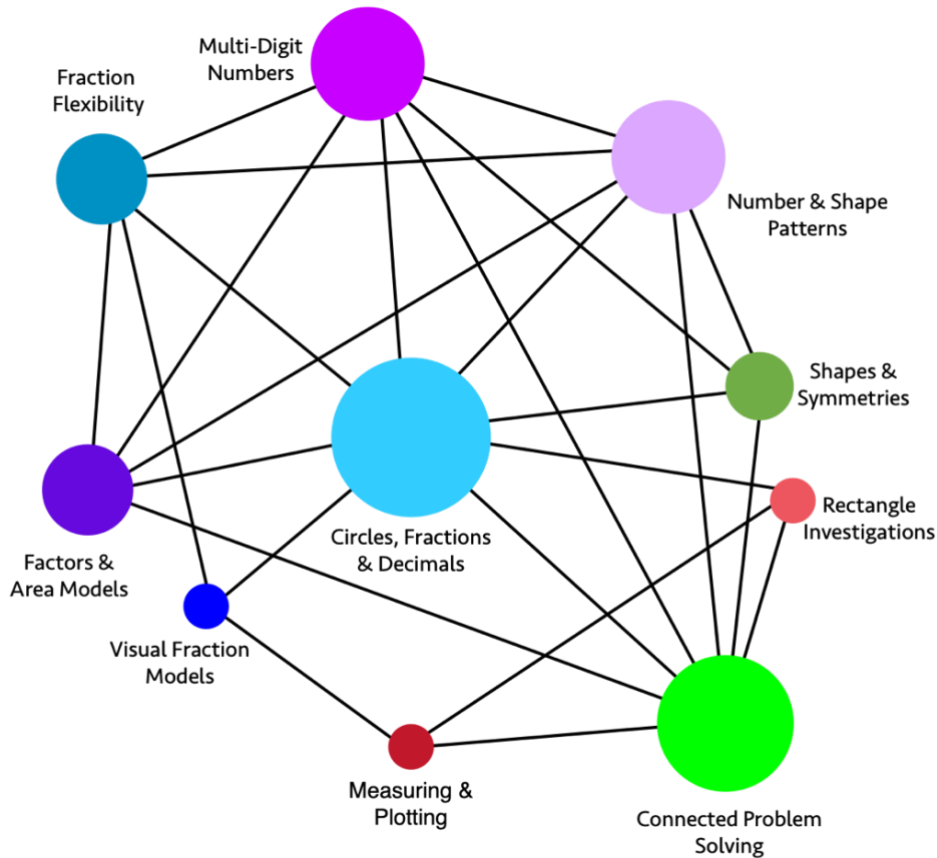 Multi-Digit
Numbers
Fraction
Flexibility
Number & Shape
Patterns
Shapes &
Symmetries
Rectangle
Investigations
Circles, Fractions
& Decimals
Factors &
Area Models
Visual Fraction
Models
Measuring &
Plotting
Connected Problem
Solving